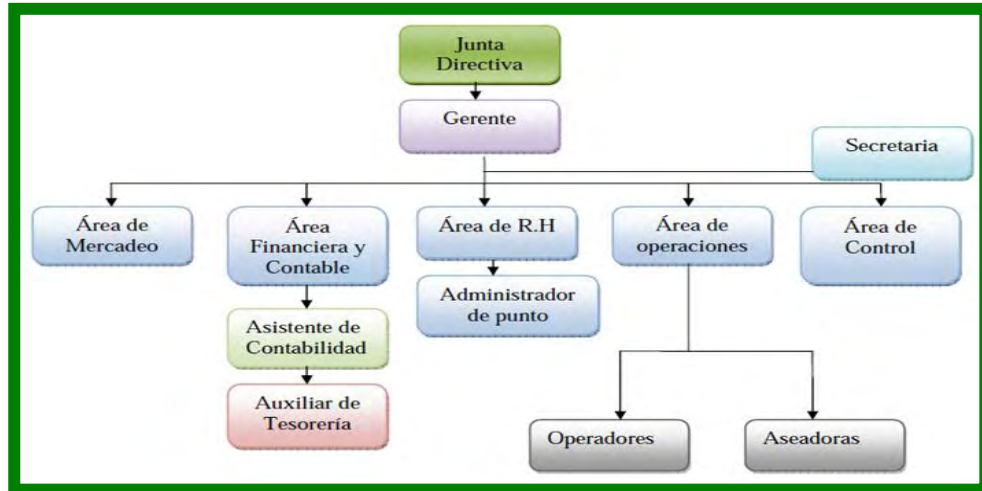 Junta
Directiva
Gerente
Secretaria
Área de
Mercadeo
Área
Financiera y
Contable
Área de R.H
Área de
operaciones
Área de
Control
Administrador
de punto
Asistente de
Contabilidad
Auxiliar de
Tesorería
Operadores
Aseadoras